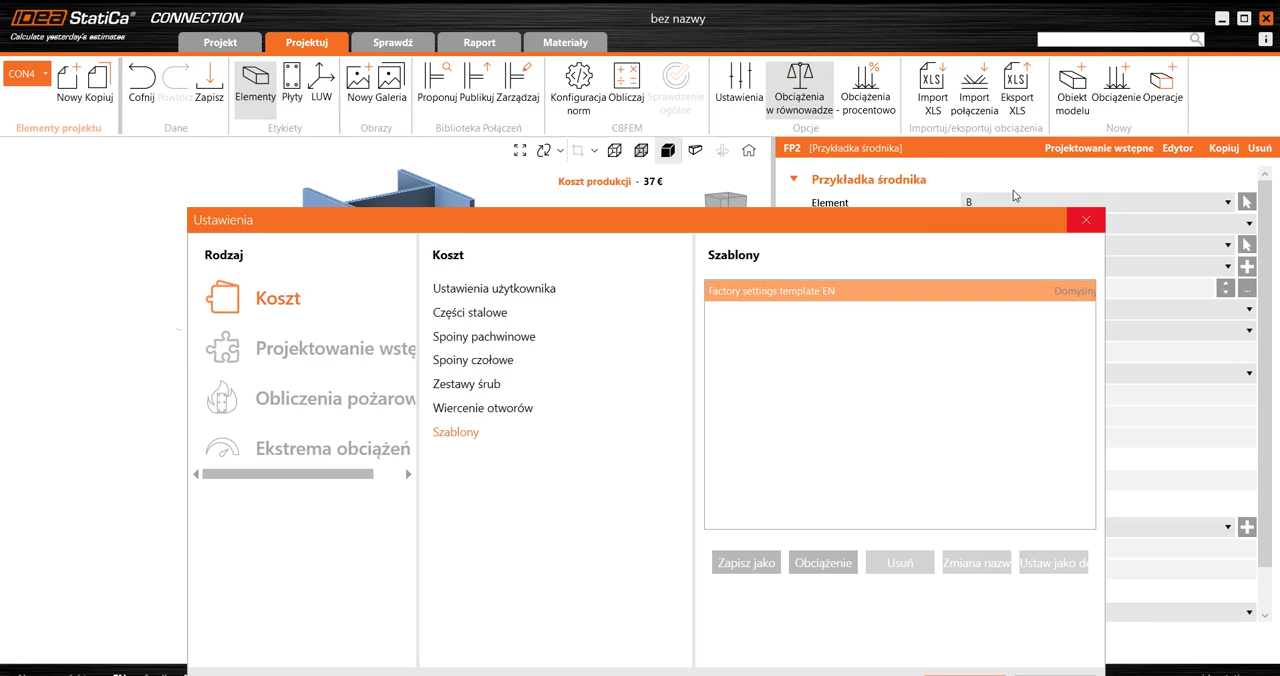 IDEA StatiCa® CONNECTION
Calculate yesterday's estimates
bez nazwy
Projekt Projektuj Sprawdź Raport Materiały
CON4
Nowy Kopiuj
Cofnij Powtórz Zapisz
Elementy Płyty LUW
Nowy Galeria
Proponuj Publikuj Zarządzaj
Konfiguracja norm Obliczaj Sprawdzenie ogólne
Ustawienia Obciążenia w równowadze Obciążenia - procentowo
Import XLS Import połączenia Eksport XLS
Obiekt modelu Obciążenie Operacje
Elementy projektu Dane Etykiety Obrazy Biblioteka Połączeń CBFEM Opcje Importuj/eksportuj obciążenia Nowy
Koszt produkcji - 37 €
FP2 [Przykładka środnika] Projektowanie wstępne Edytor Kopiuj Usuń
Przykładka środnika
Element B
Ustawienia
Rodzaj
Koszt
Projektowanie wstę
Obliczenia pożarow
Ekstrema obciążeń
Koszt
Ustawienia użytkownika
Części stalowe
Spoiny pachwinowe
Spoiny czołowe
Zestawy śrub
Wiercenie otworów
Szablony
Szablony
Factory settings template EN Domyślny
Zapisz jako Obciążenie Usuń Zmiana nazw Ustaw jako do